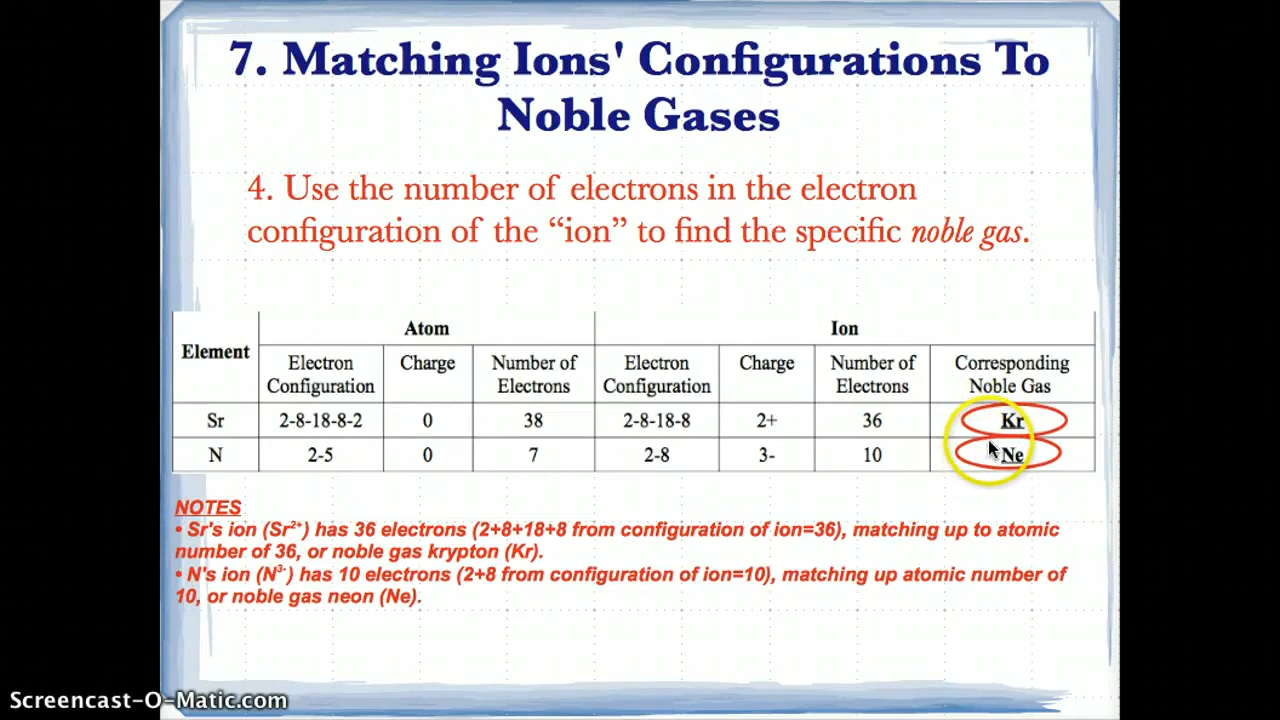 7. Matching Ions' Configurations To
Noble Gases
4. Use the number of electrons in the electron
configuration of the “ion” to find the specific noble gas.
Element Atom Ion
Electron Configuration Charge Number of Electrons Electron Configuration Charge Number of Electrons Corresponding Noble Gas
Sr 2-8-18-8-2 0 38 2-8-18-8 2+ 36 Kr
N 2-5 0 7 2-8 3- 10 Ne
NOTES
• Sr's ion (Sr²⁺) has 36 electrons (2+8+18+8 from configuration of ion=36), matching up to atomic
number of 36, or noble gas krypton (Kr).
• N's ion (N³⁻) has 10 electrons (2+8 from configuration of ion=10), matching up atomic number of
10, or noble gas neon (Ne).
Screencast-O-Matic.com